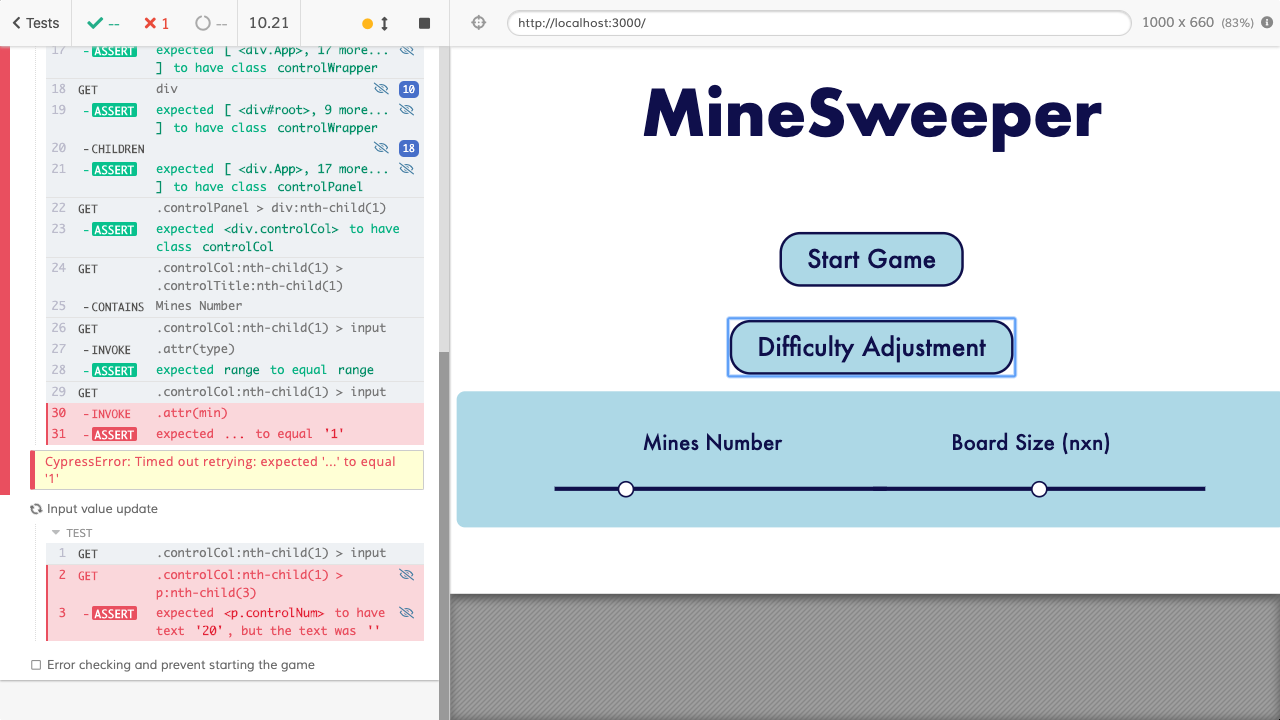 Tests
--
1
--
10.21
http://localhost:3000/
1000 x 660 (83%)
17 -ASSERT expected [ <div.App>, 17 more...
] to have class controlWrapper
18 GET div 10
19 -ASSERT expected [ <div#root>, 9 more...
] to have class controlWrapper
20 -CHILDREN 18
21 -ASSERT expected [ <div.App>, 17 more...
] to have class controlPanel
22 GET .controlPanel > div:nth-child(1)
23 -ASSERT expected <div.controlCol> to have
class controlCol
24 GET .controlCol:nth-child(1) >
.controlTitle:nth-child(1)
25 -CONTAINS Mines Number
26 GET .controlCol:nth-child(1) > input
27 -INVOKE .attr(type)
28 -ASSERT expected range to equal range
29 GET .controlCol:nth-child(1) > input
30 -INVOKE .attr(min)
31 -ASSERT expected ... to equal '1'
CypressError: Timed out retrying: expected '...' to equal
'1'
Input value update
TEST
1 GET .controlCol:nth-child(1) > input
2 GET .controlCol:nth-child(1) >
p:nth-child(3)
3 -ASSERT expected <p.controlNum> to have
text '20', but the text was ''
Error checking and prevent starting the game
MineSweeper
Start Game
Difficulty Adjustment
Mines Number
Board Size (nxn)